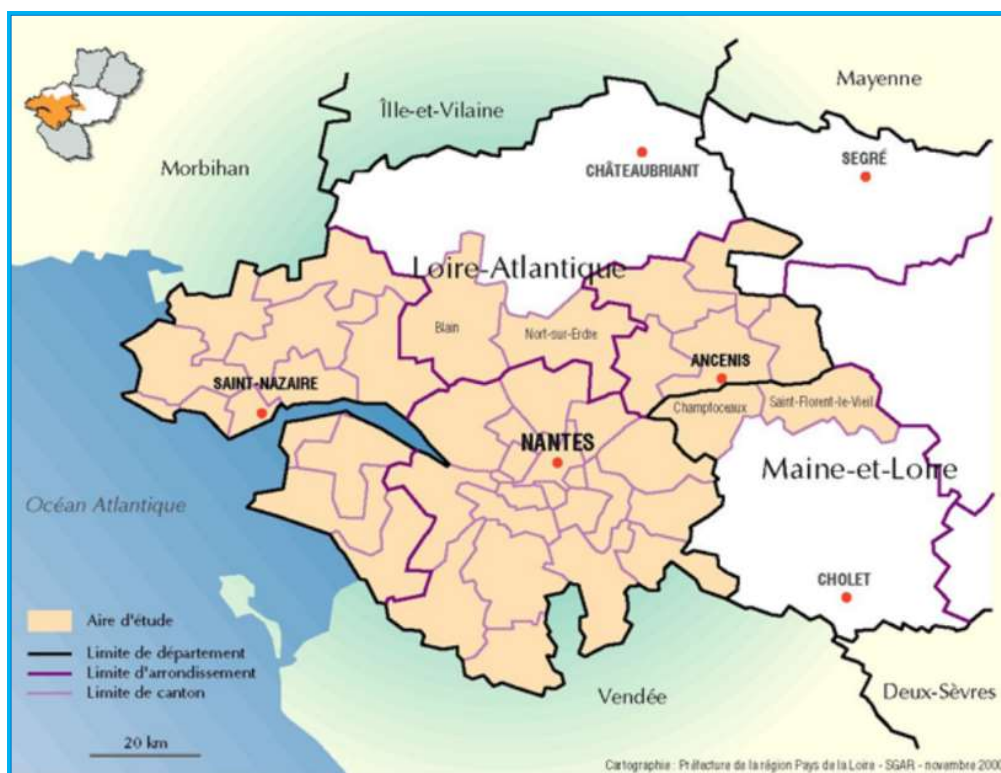 Mayenne
Île-et-Vilaine
Morbihan
CHÂTEAUBRIANT
SEGRÉ
Loire-Atlantique
Blain
Nort-sur-Erdre
ANCENIS
SAINT-NAZAIRE
Champtoceaux
Saint-Florent-le-Vieil
NANTES
Maine-et-Loire
Océan Atlantique
CHOLET
Aire d'étude
Limite de département
Limite d'arrondissement
Limite de canton
Vendée
Deux-Sèvres
20 km
Cartographie : Préfecture de la région Pays de la Loire - SGAR - novembre 2000